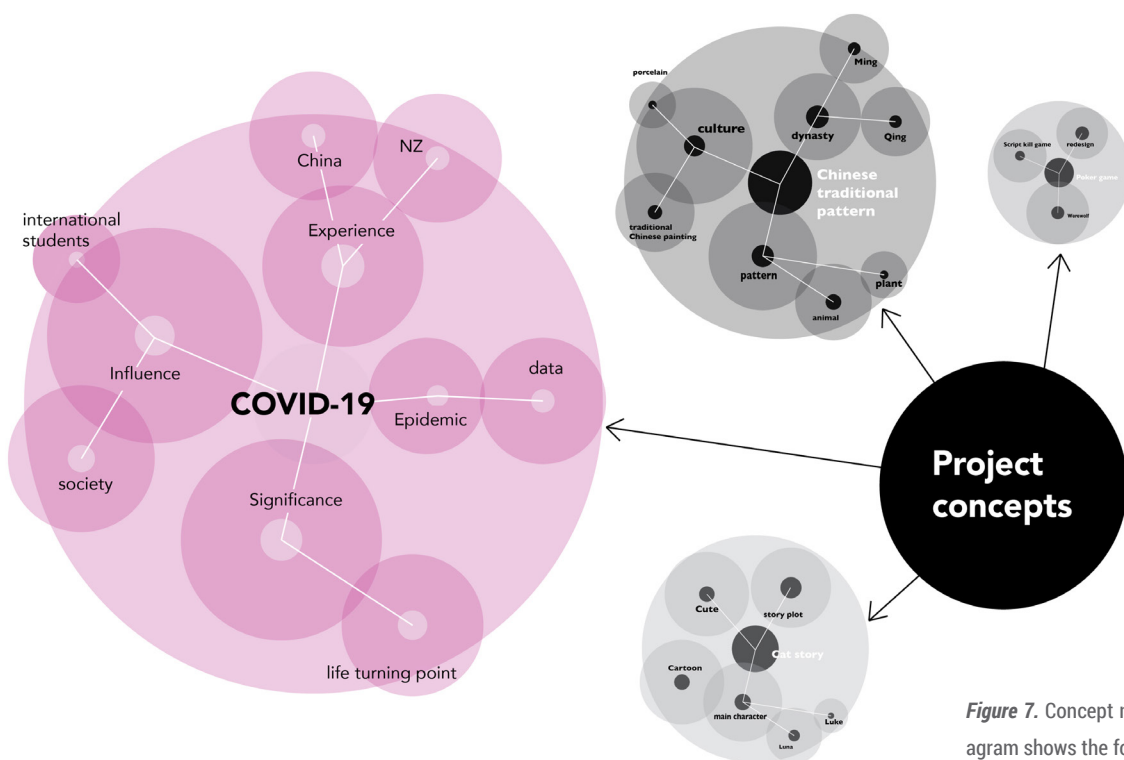 China
NZ
international
students
Experience
Influence
COVID-19
data
Epidemic
society
Significance
life turning point
porcelain
Ming
culture
dynasty
Qing
Chinese
traditional
pattern
traditional
Chinese painting
pattern
plant
animal
Script kill game
redesign
Poker game
Warewolf
Project
concepts
Cute
story plot
Cat story
Cartoon
main character
Luke
Luna
Figure 7. Concept
agram shows the